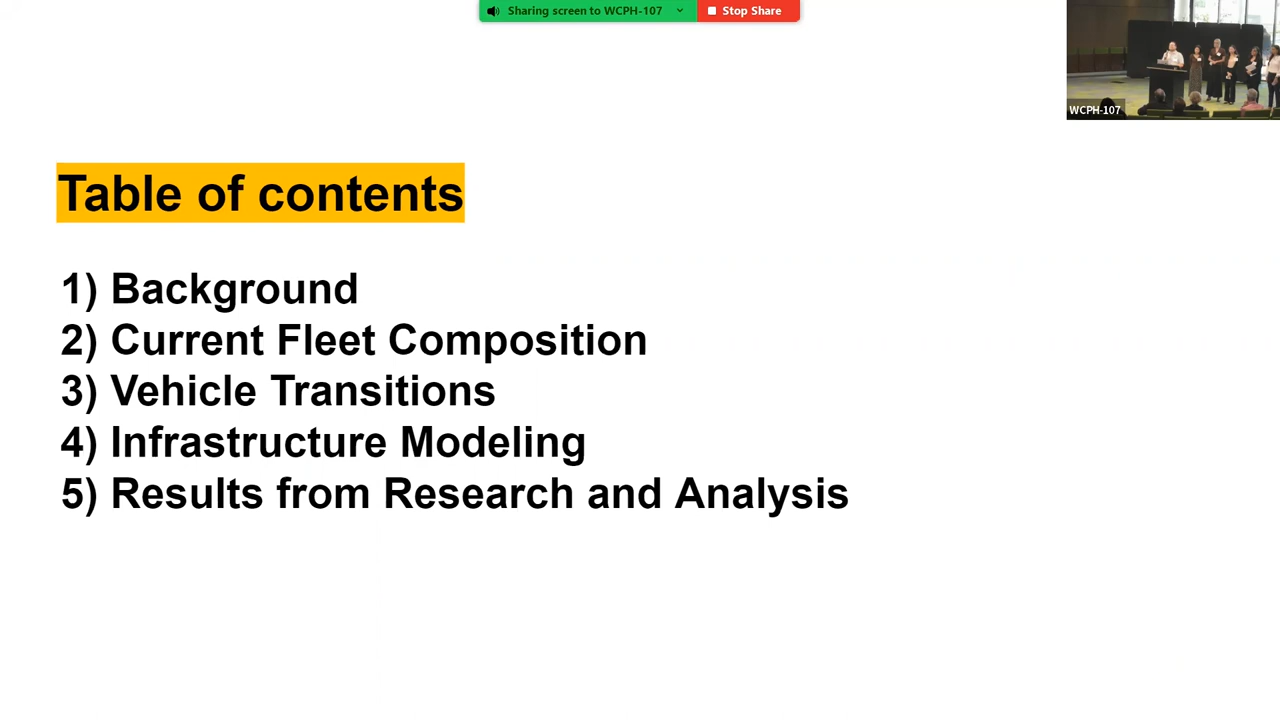 Sharing screen to WCPH-107
Stop Share
WCPH-107
Table of contents
1) Background
2) Current Fleet Composition
3) Vehicle Transitions
4) Infrastructure Modeling
5) Results from Research and Analysis